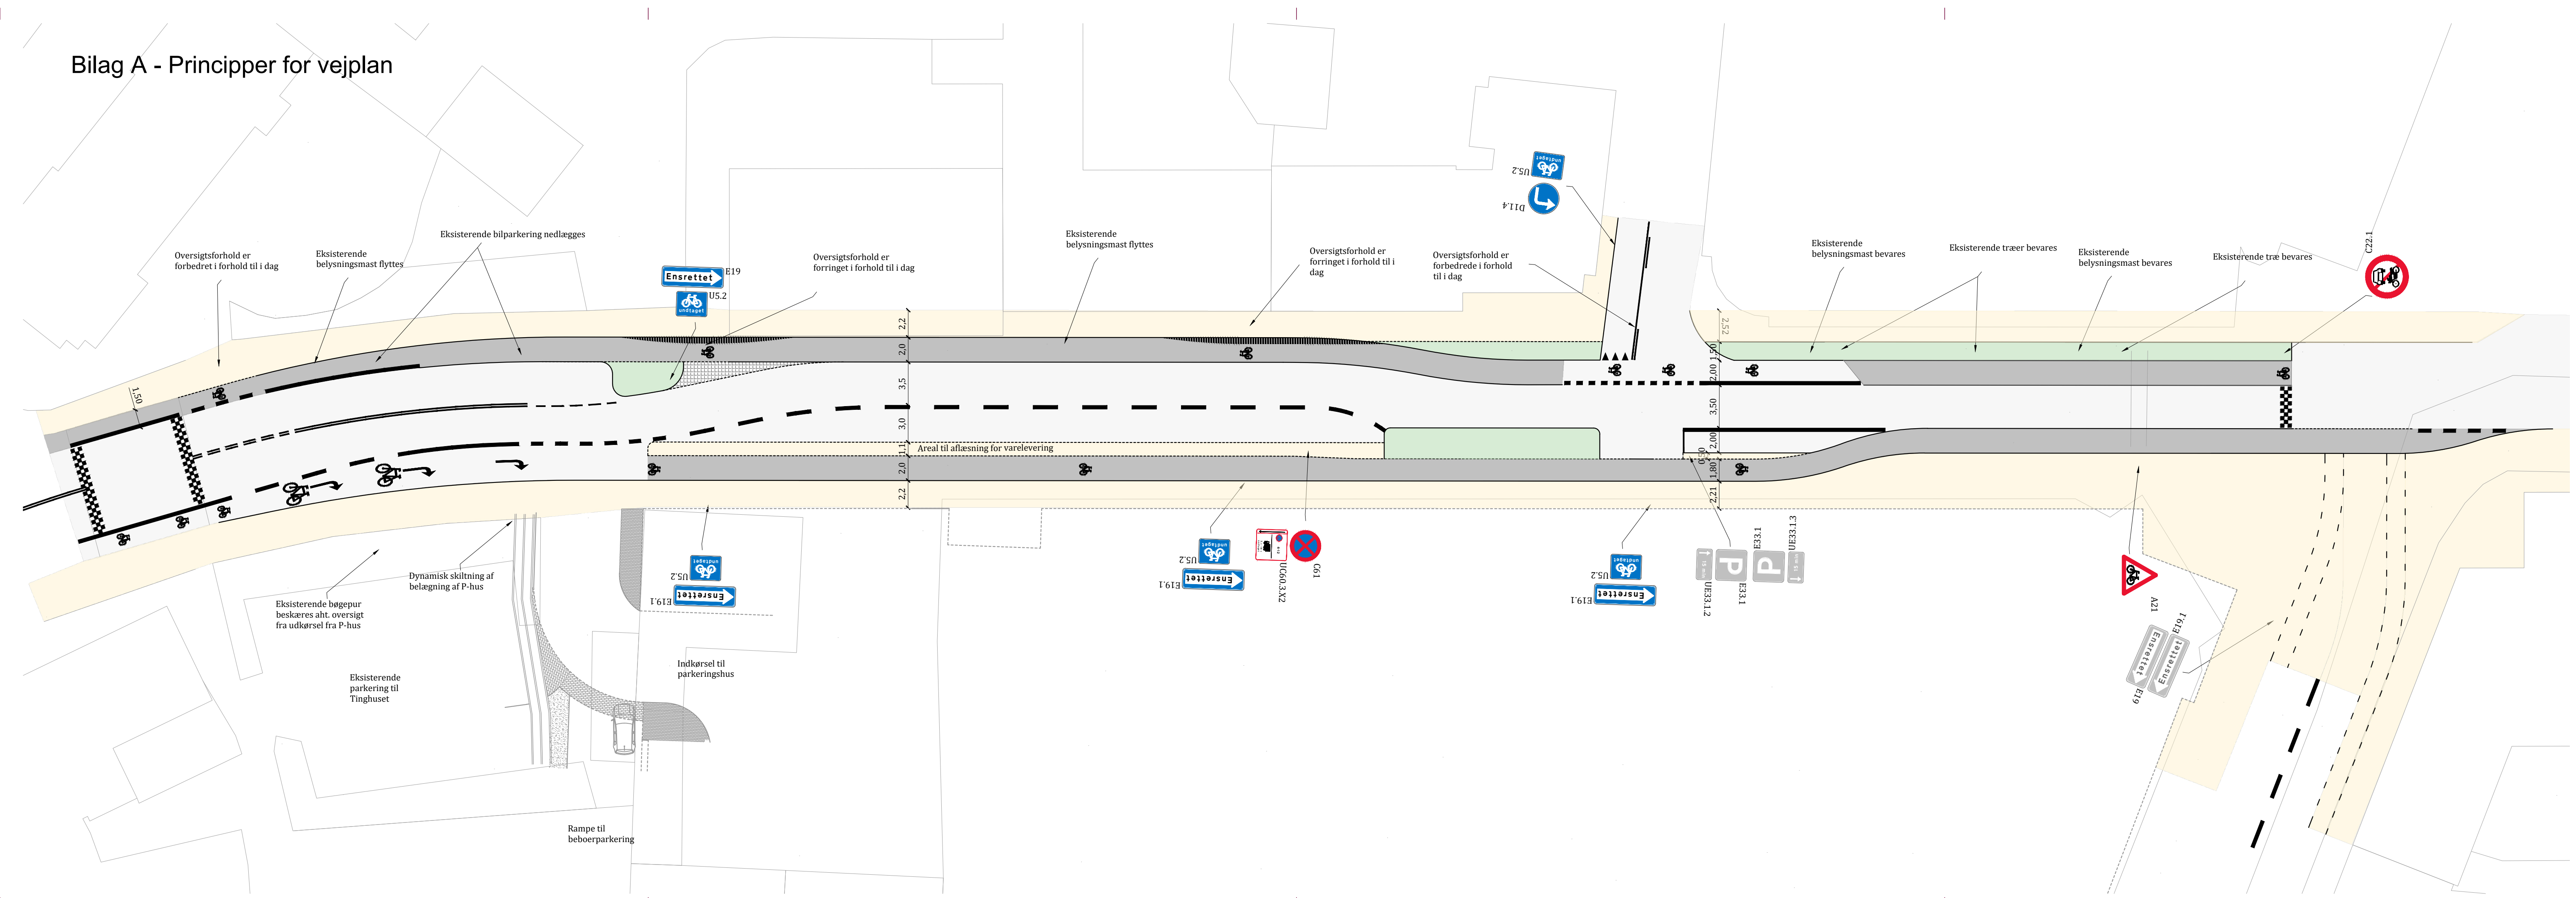 Bilag A - Principper for vejplan
Oversigtsforhold er
forbedret i forhold til i dag
Eksisterende
belysningsmast flyttes
Eksisterende bilparkering nedlægges
Ensrettet
E19
undtaget
U5.2
Oversigtsforhold er
forringet i forhold til i dag
Eksisterende
belysningsmast flyttes
Oversigtsforhold er
forringet i forhold til i
dag
Oversigtsforhold er
forbedrede i forhold
til i dag
undtaget
U5.2
D11.4
Eksisterende
belysningsmast bevares
Eksisterende træer bevares
Eksisterende
belysningsmast bevares
Eksisterende træ bevares
C22.1
1,50
2,2
2,0
3,5
3,0
1,1
2,0
2,2
Areal til aflæsning for varelevering
2,52
1,50
2,00
3,50
2,00
0,50
1,80
2,21
Eksisterende bøgepur
beskæres aht. oversigt
fra udkørsel fra P-hus
Dynamisk skiltning af
belægning af P-hus
Eksisterende
parkering til
Tinghuset
Indkørsel til
parkeringshus
Rampe til
beboerparkering
undtaget
U5.2
Ensrettet
E19.1
undtaget
U5.2
Ensrettet
E19.1
UC60.3.X2
C61
undtaget
U5.2
Ensrettet
E19.1
UE33.1.2
P
E33.1
E33.1
P
UE33.1.3
A21
Ensrettet
E19
Ensrettet
E19.1